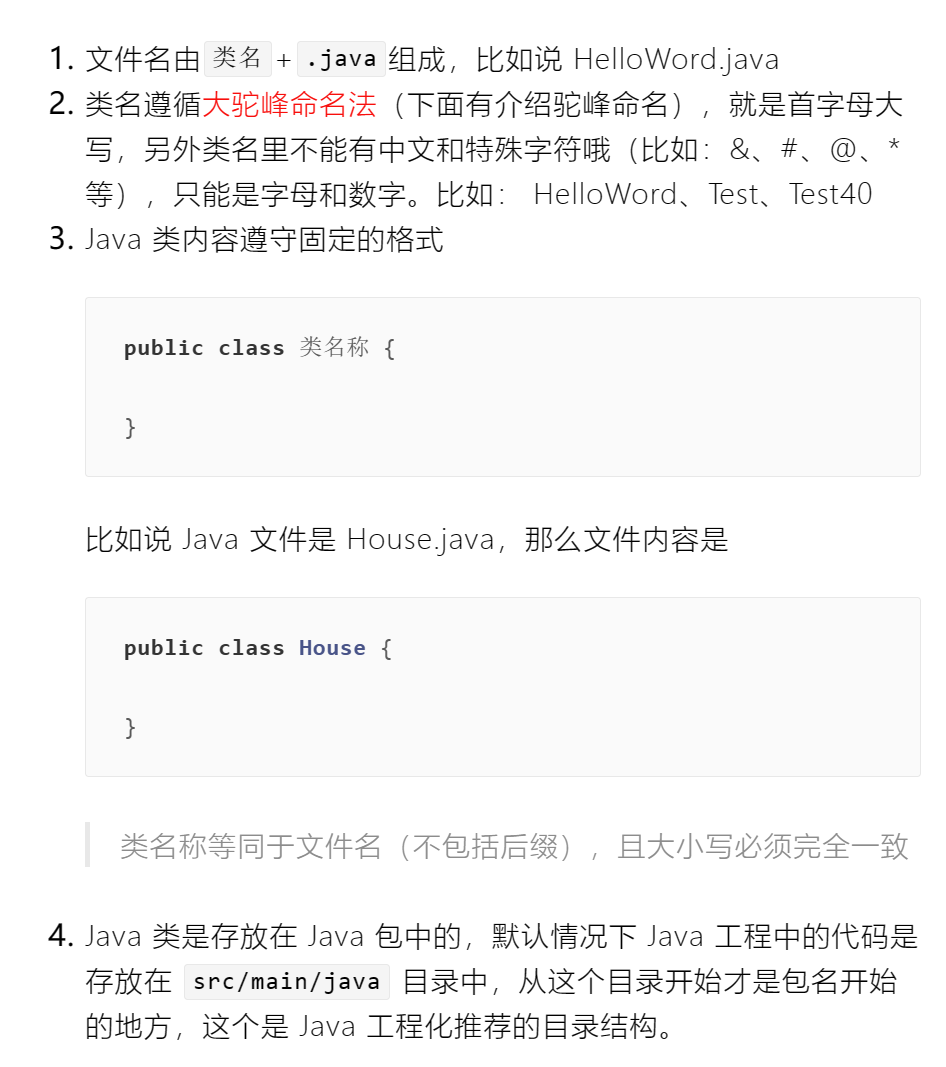 1. 文件名由 类名 + .java 组成，比如说 HelloWord.java
2. 类名遵循大驼峰命名法（下面有介绍驼峰命名），就是首字母大
写，另外类名里不能有中文和特殊字符哦（比如：&、#、@、*
等），只能是字母和数字。比如： HelloWord、Test、Test40
3. Java 类内容遵守固定的格式
public class 类名称 {
}
比如说 Java 文件是 House.java，那么文件内容是
public class House {
}
类名称等同于文件名（不包括后缀），且大小写必须完全一致
4. Java 类是存放在 Java 包中的，默认情况下 Java 工程中的代码是
存放在 src/main/java 目录中，从这个目录开始才是包名开始
的地方，这个是 Java 工程化推荐的目录结构。